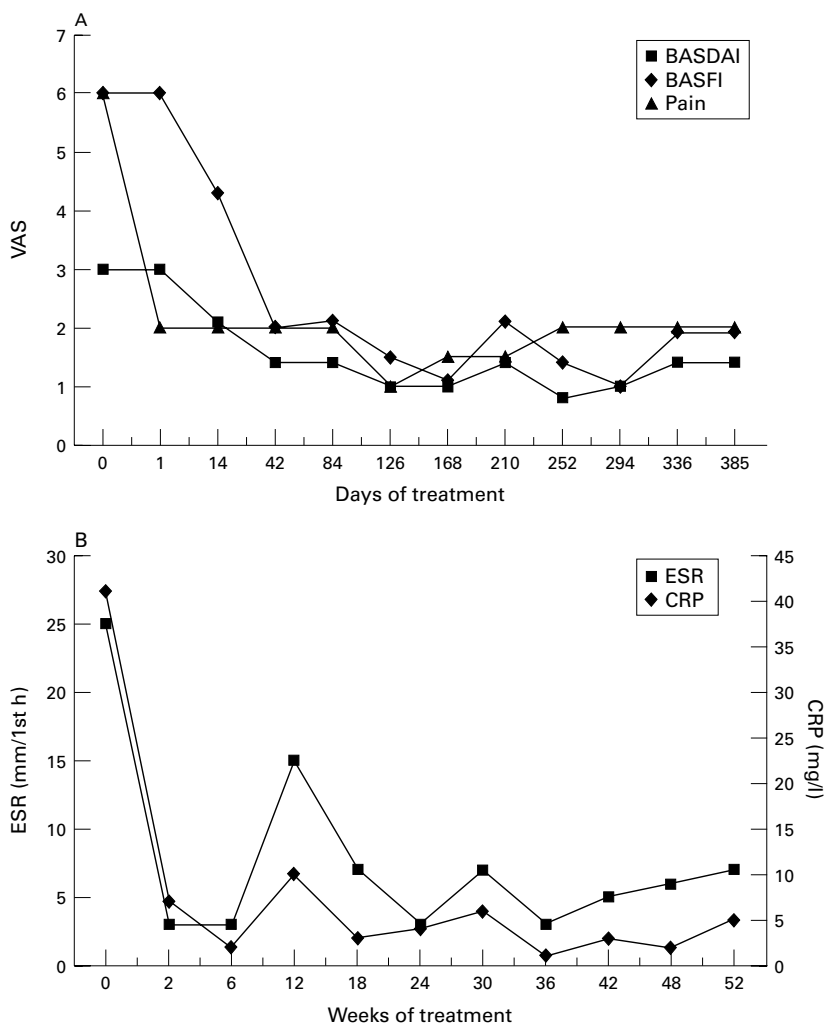 A
7
6
5
4
3
2
1
0
VAS
BASDAI
BASFI
Pain
0 1 14 42 84 126 168 210 252 294 336 385
Days of treatment
B
30
25
20
15
10
5
0
ESR (mm/1st h)
ESR
CRP
45
40
35
30
25
20
15
10
5
0
CRP (mg/l)
0 2 6 12 18 24 30 36 42 48 52
Weeks of treatment